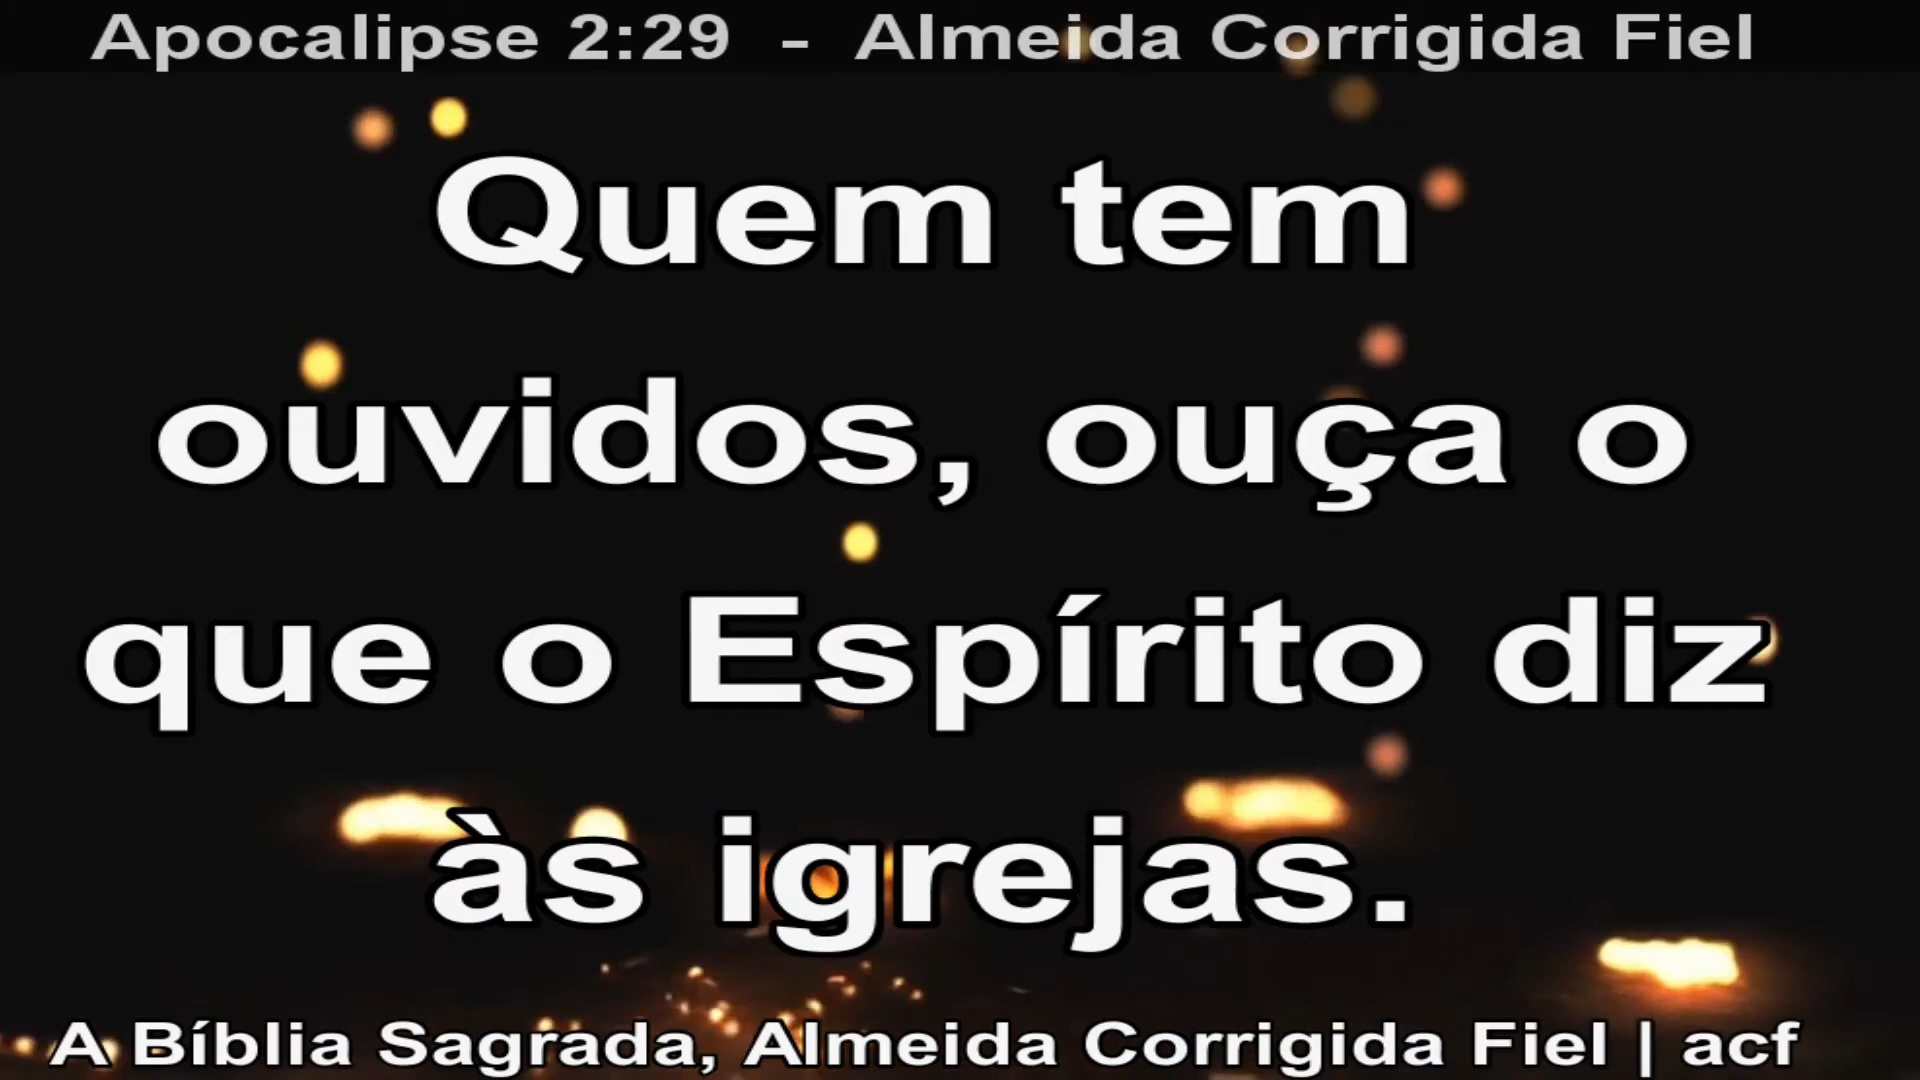 Apocalipse 2:29 - Almeida Corrigida Fiel
Quem tem
ouvidos, ouça o
que o Espírito diz
às igrejas.
A Bíblia Sagrada, Almeida Corrigida Fiel | acf